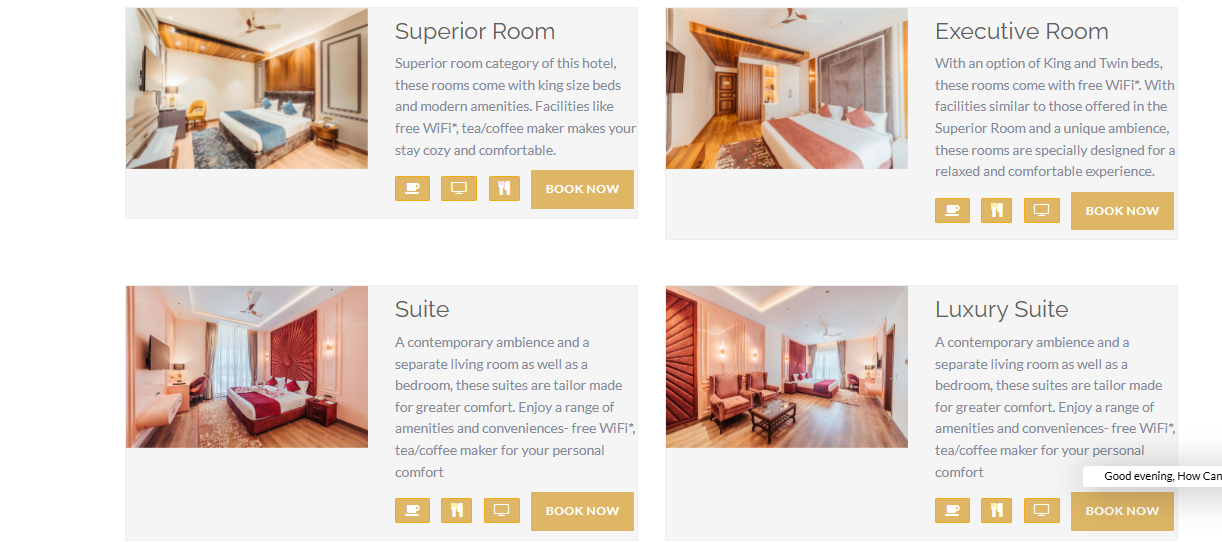 Superior Room
Superior room category of this hotel,
these rooms come with king size beds
and modern amenities. Facilities like
free WiFi*, tea/coffee maker makes your
stay cozy and comfortable.
BOOK NOW
Executive Room
With an option of King and Twin beds,
these rooms come with free WiFi*. With
facilities similar to those offered in the
Superior Room and a unique ambience,
these rooms are specially designed for a
relaxed and comfortable experience.
BOOK NOW
Suite
A contemporary ambience and a
separate living room as well as a
bedroom, these suites are tailor made
for greater comfort. Enjoy a range of
amenities and conveniences- free WiFi*,
tea/coffee maker for your personal
comfort
BOOK NOW
Luxury Suite
A contemporary ambience and a
separate living room as well as a
bedroom, these suites are tailor made
for greater comfort. Enjoy a range of
amenities and conveniences- free WiFi*,
tea/coffee maker for your personal
comfort
Good evening, How Can
BOOK NOW